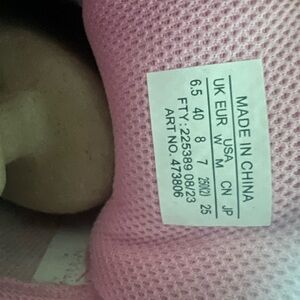 MADE IN CHINA
UK EUR USA CN JP
W M
6.5 40 8 7 250(2) 25
FTY: 225389 08/23
ART NO. 473806